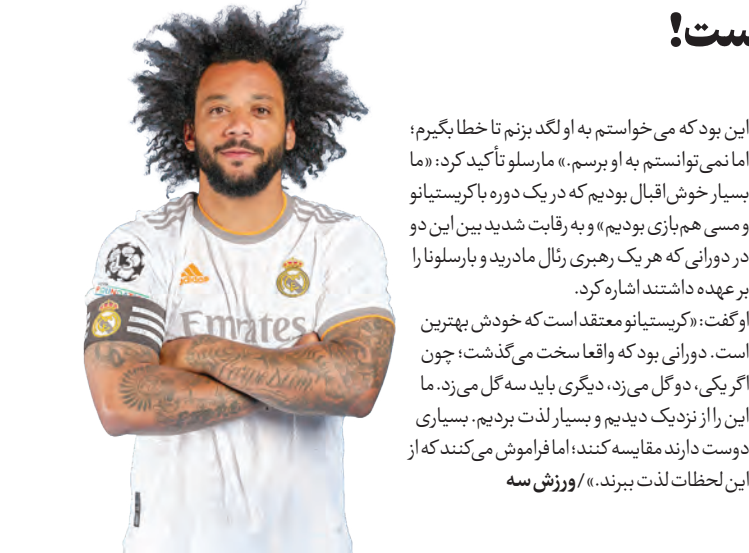 ست!
این بود که می‌خواستم به او لگد بزنم تا خطا بگیرم؛
اما نمی‌توانستم به او برسم.» مارسلو تأکید کرد: «ما
بسیار خوش‌اقبال بودیم که در یک دوره با کریستیانو
و مسی هم‌بازی بودیم» و به رقابت شدید بین این دو
در دورانی که هر یک رهبری رئال مادرید و بارسلونا را
بر عهده داشتند اشاره کرد.
او گفت: «کریستیانو معتقد است که خودش بهترین
است. دورانی بود که واقعا سخت می‌گذشت؛ چون
اگر یکی، دو گل می‌زد، دیگری باید سه گل می‌زد. ما
این را از نزدیک دیدیم و بسیار لذت بردیم. بسیاری
دوست دارند مقایسه کنند؛ اما فراموش می‌کنند که از
این لحظات لذت ببرند.»/ورزش سه
13
Emirates
Carpe Diem